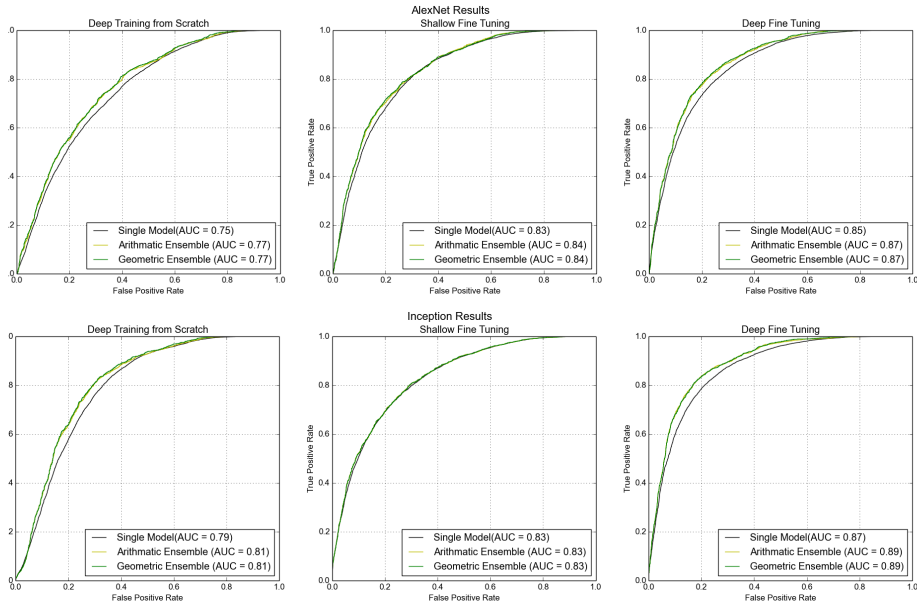 AlexNet Results
Deep Training from Scratch
.0
.8
.6
.4
.2
.0
0.0 0.2 0.4 0.6 0.8 1.0
False Positive Rate
Single Model(AUC = 0.75)
Arithmatic Ensemble (AUC = 0.77)
Geometric Ensemble (AUC = 0.77)
Shallow Fine Tuning
True Positive Rate
1.0
0.8
0.6
0.4
0.2
0.0
0.0 0.2 0.4 0.6 0.8 1.0
False Positive Rate
Single Model(AUC = 0.83)
Arithmatic Ensemble (AUC = 0.84)
Geometric Ensemble (AUC = 0.84)
Deep Fine Tuning
True Positive Rate
1.0
0.8
0.6
0.4
0.2
0.0
0.0 0.2 0.4 0.6 0.8 1.0
False Positive Rate
Single Model(AUC = 0.85)
Arithmatic Ensemble (AUC = 0.87)
Geometric Ensemble (AUC = 0.87)
Inception Results
Deep Training from Scratch
0
8
6
4
2
0
0.0 0.2 0.4 0.6 0.8 1.0
False Positive Rate
Single Model(AUC = 0.79)
Arithmatic Ensemble (AUC = 0.81)
Geometric Ensemble (AUC = 0.81)
Shallow Fine Tuning
True Positive Rate
1.0
0.8
0.6
0.4
0.2
0.0
0.0 0.2 0.4 0.6 0.8 1.0
False Positive Rate
Single Model(AUC = 0.83)
Arithmatic Ensemble (AUC = 0.83)
Geometric Ensemble (AUC = 0.83)
Deep Fine Tuning
True Positive Rate
1.0
0.8
0.6
0.4
0.2
0.0
0.0 0.2 0.4 0.6 0.8 1.0
False Positive Rate
Single Model(AUC = 0.87)
Arithmatic Ensemble (AUC = 0.89)
Geometric Ensemble (AUC = 0.89)